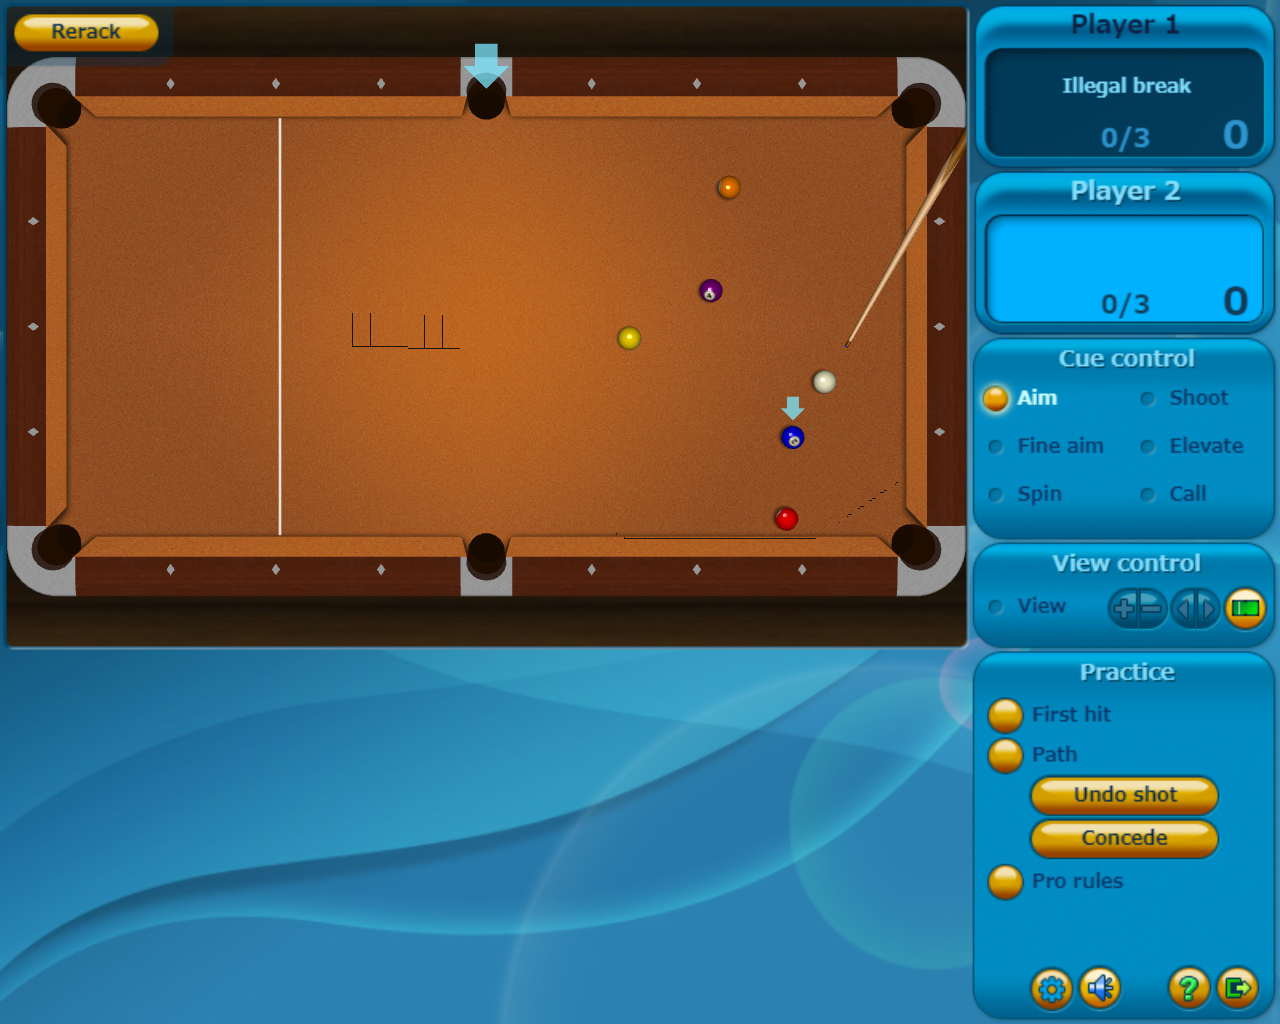 Rerack
Player 1
Illegal break
0/3 0
Player 2
0/3 0
Cue control
Aim Shoot
Fine aim Elevate
Spin Call
View control
View
Practice
First hit
Path
Undo shot
Concede
Pro rules